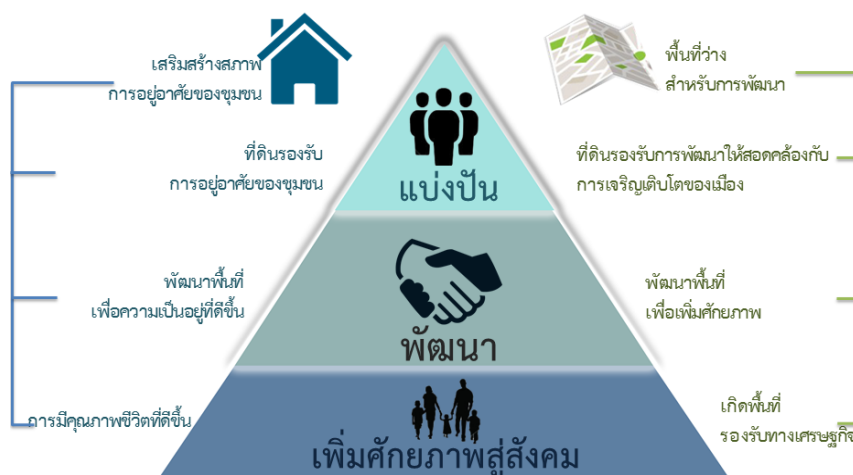 เสริมสร้างสภาพ
การอยู่อาศัยของชุมชน
ที่ดินรองรับ
การอยู่อาศัยของชุมชน
พัฒนาพื้นที่
เพื่อความเป็นอยู่ที่ดีขึ้น
การมีคุณภาพชีวิตที่ดีขึ้น
แบ่งปัน
พัฒนา
เพิ่มศักยภาพสู่สังคม
พื้นที่ว่าง
สำหรับการพัฒนา
ที่ดินรองรับการพัฒนาให้สอดคล้องกับ
การเจริญเติบโตของเมือง
พัฒนาพื้นที่
เพื่อเพิ่มศักยภาพ
เกิดพื้นที่
รองรับทางเศรษฐกิจ